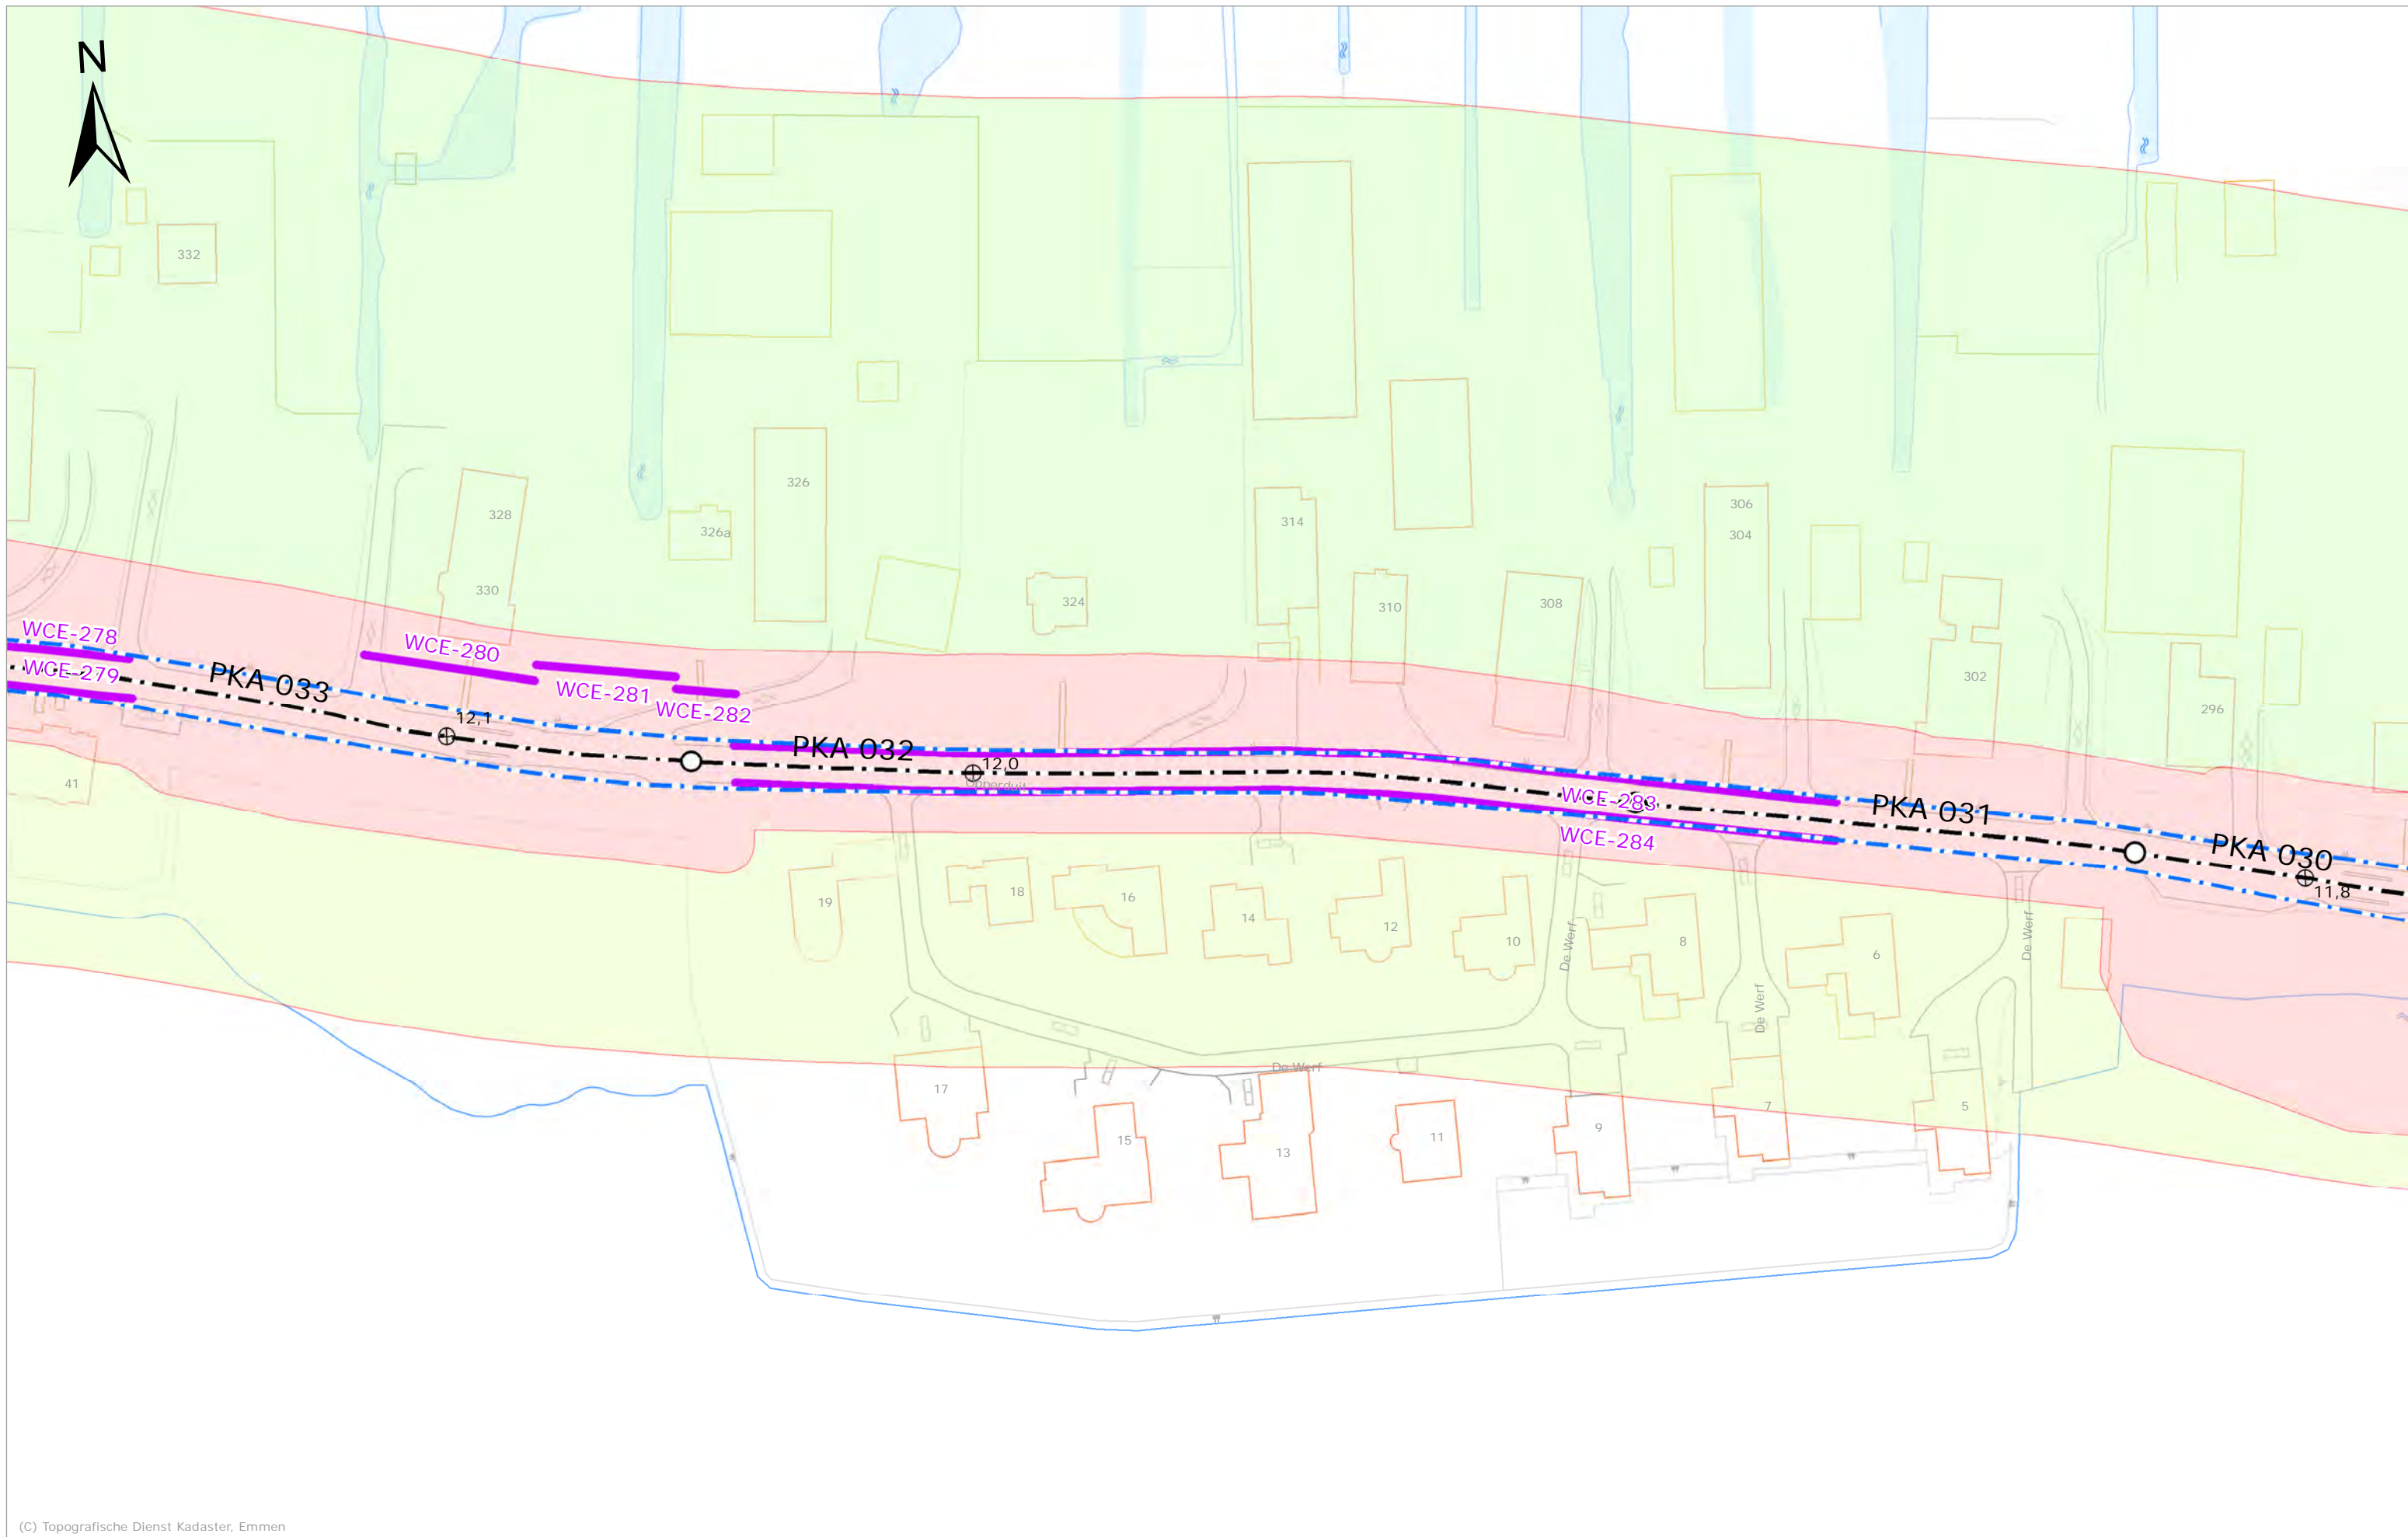 N
332
328
326
326a
330
324
314
310
308
306
304
302
296
WCE-278
WCE-279
WCE-280
WCE-281
WCE-282
PKA 033
12,1
PKA 032
12,0
Opperduit
WCE-283
WCE-284
PKA 031
PKA 030
11,8
41
19
18
16
14
12
10
8
6
De Werf
De Werf
De Werf
De Werf
17
15
13
11
9
7
5
(C) Topografische Dienst Kadaster, Emmen